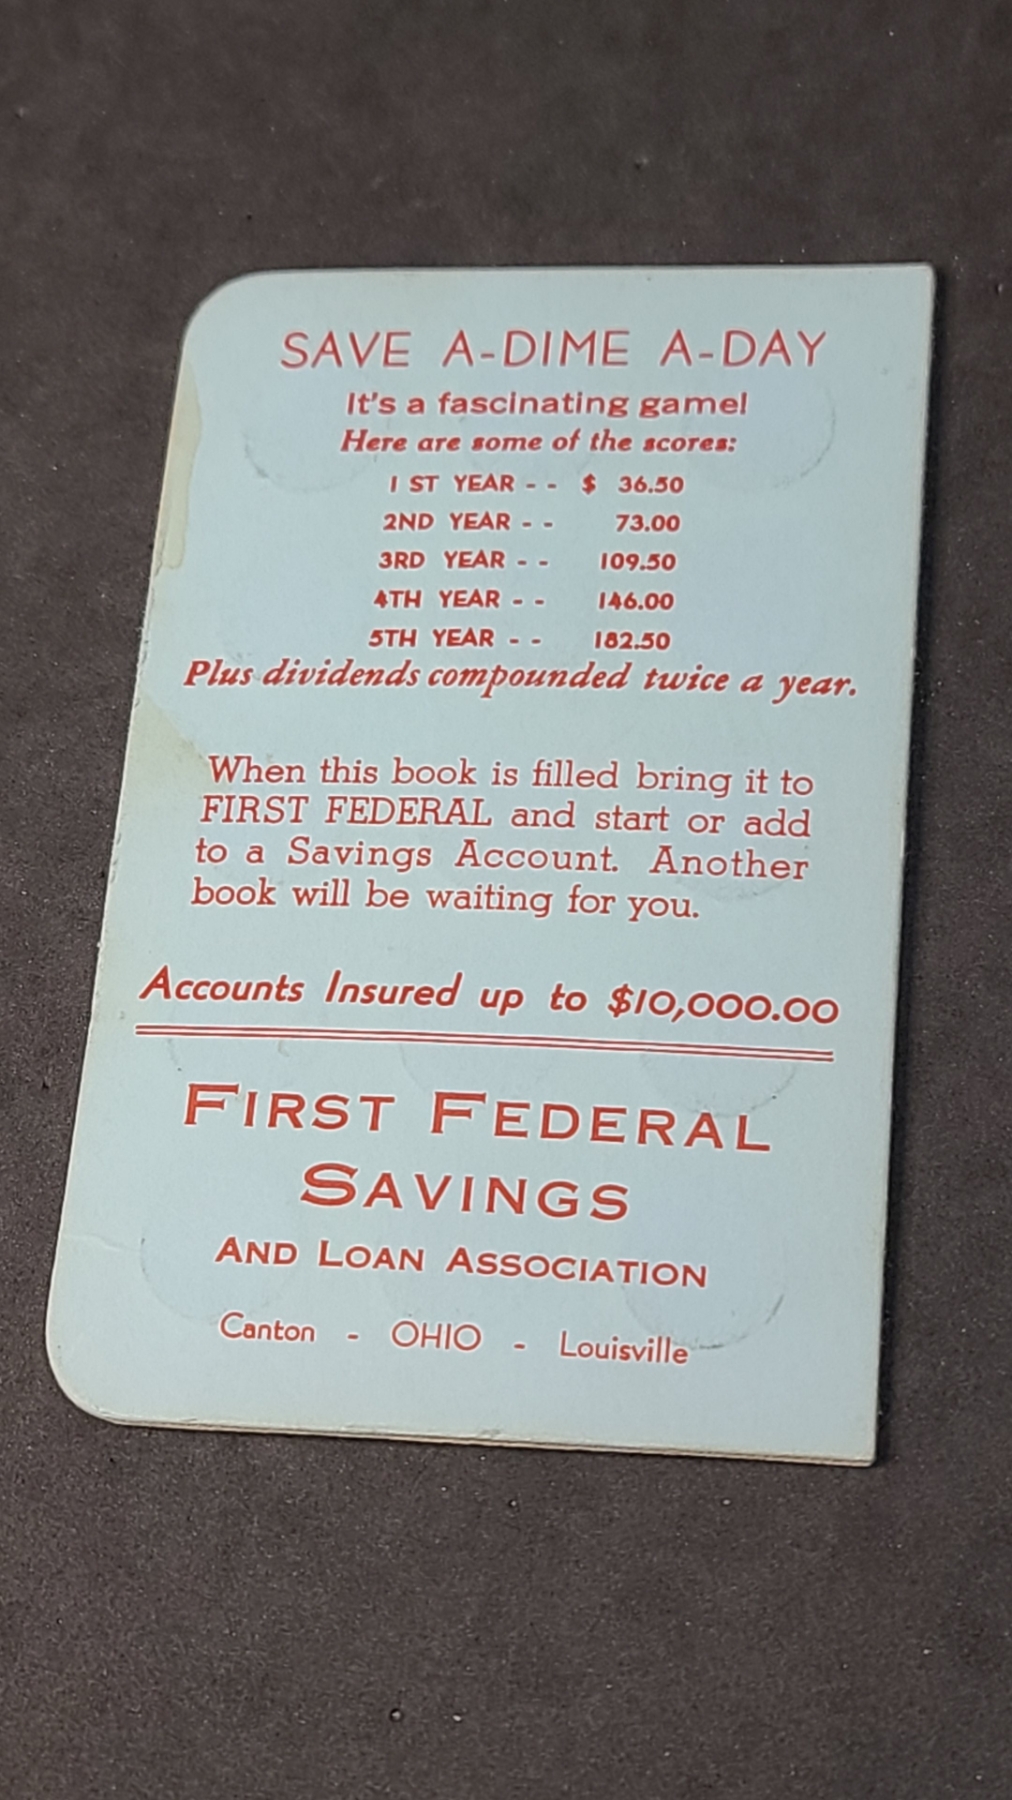 SAVE A-DIME A-DAY
It's a fascinating game!
Here are some of the scores:
1 ST YEAR - - $ 36.50
2ND YEAR - - 73.00
3RD YEAR - - 109.50
4TH YEAR - - 146.00
5TH YEAR - - 182.50
Plus dividends compounded twice a year.
When this book is filled bring it to
FIRST FEDERAL and start or add
to a Savings Account. Another
book will be waiting for you.
Accounts Insured up to $10,000.00
FIRST FEDERAL
SAVINGS
AND LOAN ASSOCIATION
Canton - OHIO - Louisville